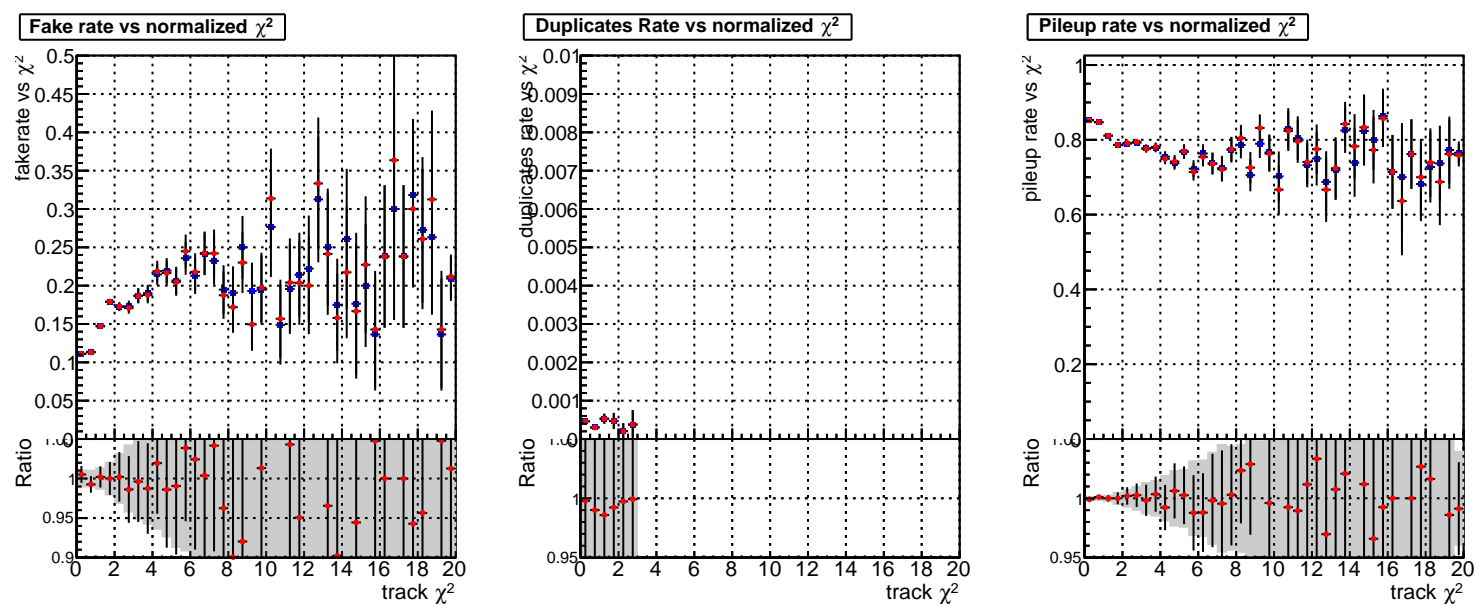 Fake rate vs normalized χ²
fakerate vs χ²
0.5
0.45
0.4
0.35
0.3
0.25
0.2
0.15
0.1
0.05
0
Ratio
1
0.95
0.9
0 2 4 6 8 10 12 14 16 18 20
track χ²
Duplicates Rate vs normalized χ²
duplicates rate vs χ²
0.01
0.009
0.008
0.007
0.006
0.005
0.004
0.003
0.002
0.001
0
Ratio
1
0.95
0 2 4 6 8 10 12 14 16 18 20
track χ²
Pileup rate vs normalized χ²
pileup rate vs χ²
1
0.8
0.6
0.4
0.2
0
Ratio
1
0.95
0 2 4 6 8 10 12 14 16 18 20
track χ²